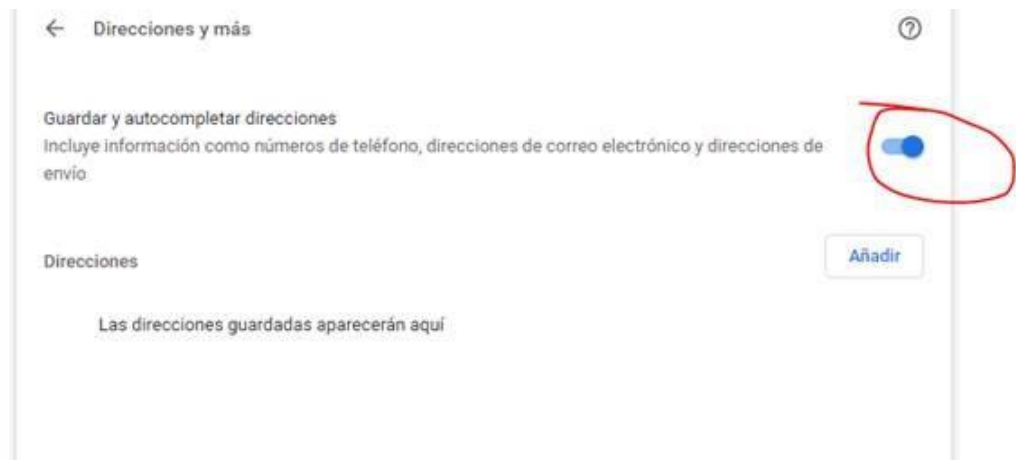 Direcciones y más
Guardar y autocompletar direcciones
Incluye información como números de teléfono, direcciones de correo electrónico y direcciones de
envío
Direcciones
Añadir
Las direcciones guardadas aparecerán aquí